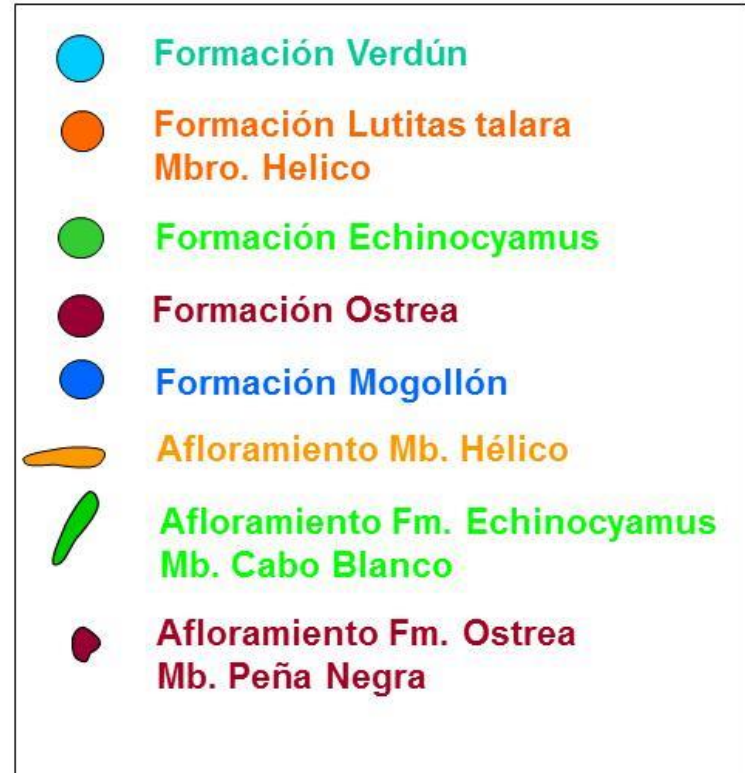 Formación Verdún
Formación Lutitas talara
Mbro. Helico
Formación Echinocyamus
Formación Ostrea
Formación Mogollón
Afloramiento Mb. Hélico
Afloramiento Fm. Echinocyamus
Mb. Cabo Blanco
Afloramiento Fm. Ostrea
Mb. Peña Negra